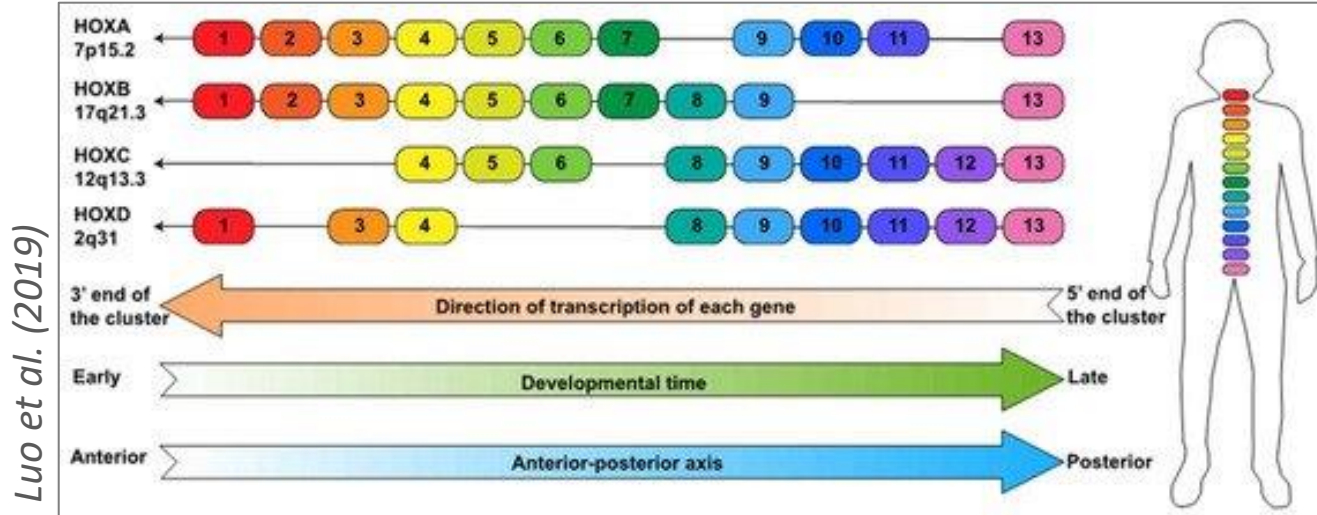 Luo et al. (2019)
HOXA
7p15.2
1 2 3 4 5 6 7 9 10 11 13
HOXB
17q21.3
1 2 3 4 5 6 7 8 9 13
HOXC
12q13.3
4 5 6 8 9 10 11 12 13
HOXD
2q31
1 3 4 8 9 10 11 12 13
3' end of
the cluster
Direction of transcription of each gene
5' end of
the cluster
Early
Developmental time
Late
Anterior
Anterior-posterior axis
Posterior